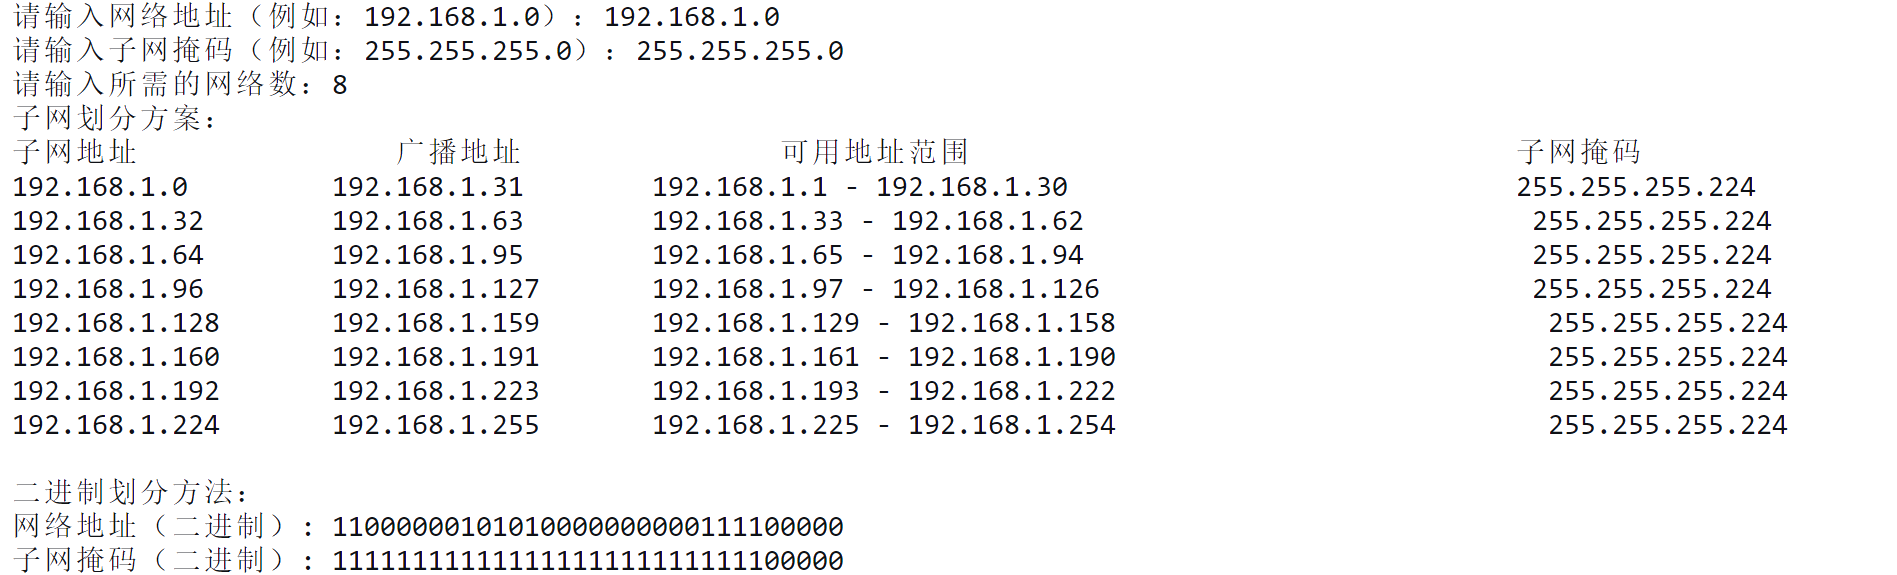 请输入网络地址（例如：192.168.1.0）：192.168.1.0
请输入子网掩码（例如：255.255.255.0）：255.255.255.0
请输入所需的网络数：8
子网划分方案：
子网地址 广播地址 可用地址范围 子网掩码
192.168.1.0 192.168.1.31 192.168.1.1 - 192.168.1.30 255.255.255.224
192.168.1.32 192.168.1.63 192.168.1.33 - 192.168.1.62 255.255.255.224
192.168.1.64 192.168.1.95 192.168.1.65 - 192.168.1.94 255.255.255.224
192.168.1.96 192.168.1.127 192.168.1.97 - 192.168.1.126 255.255.255.224
192.168.1.128 192.168.1.159 192.168.1.129 - 192.168.1.158 255.255.255.224
192.168.1.160 192.168.1.191 192.168.1.161 - 192.168.1.190 255.255.255.224
192.168.1.192 192.168.1.223 192.168.1.193 - 192.168.1.222 255.255.255.224
192.168.1.224 192.168.1.255 192.168.1.225 - 192.168.1.254 255.255.255.224
二进制划分方法：
网络地址（二进制）：11000000101010000000000111100000
子网掩码（二进制）：11111111111111111111111111100000